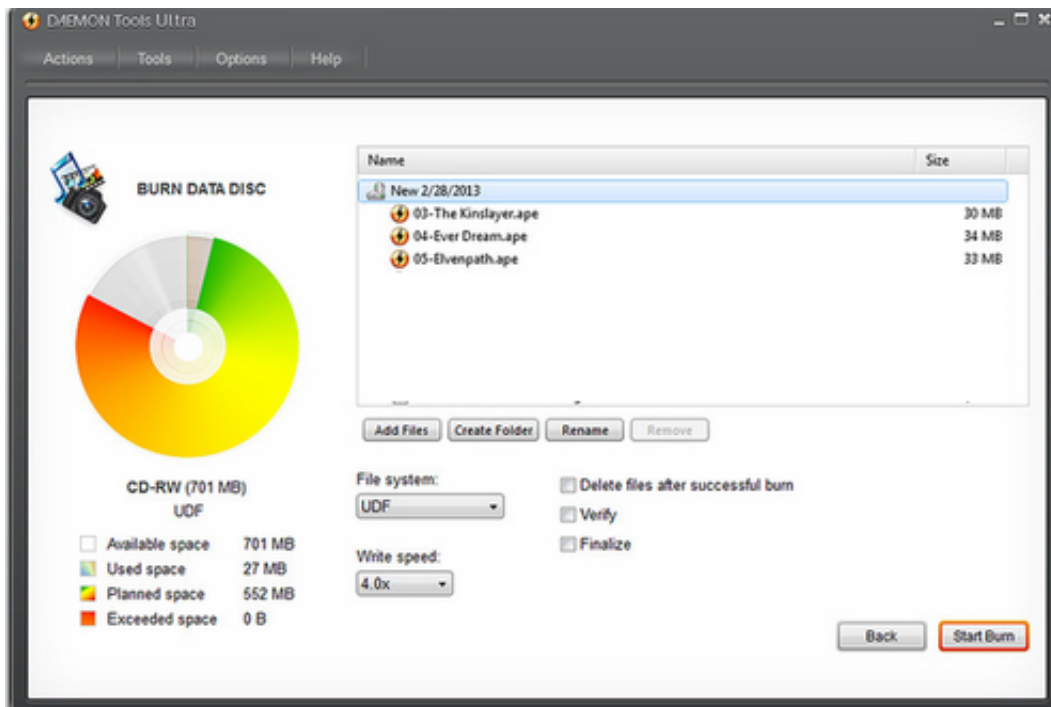 DAEMON Tools Ultra
Actions Tools Options Help
BURN DATA DISC
Name Size
New 2/28/2013
03-The Kinslayer.ape 30 MB
04-Ever Dream.ape 34 MB
05-Elvenpath.ape 33 MB
Add Files Create Folder Rename Remove
CD-RW (701 MB)
UDF
Available space 701 MB
Used space 27 MB
Planned space 552 MB
Exceeded space 0 B
File system:
UDF
Write speed:
4.0x
Delete files after successful burn
Verify
Finalize
Back Start Burn